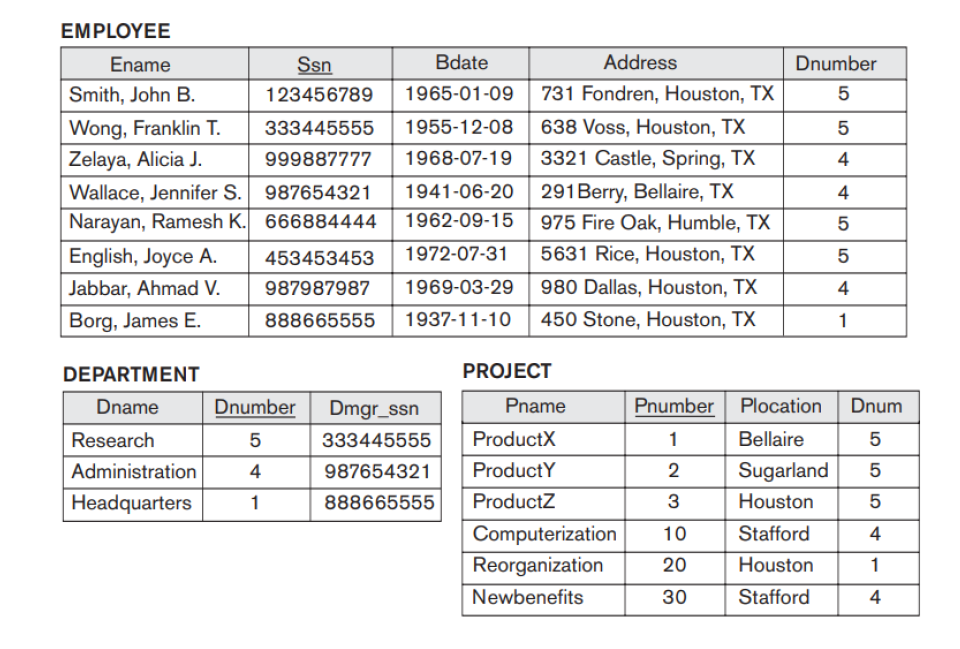 EMPLOYEE
Ename Ssn Bdate Address Dnumber
Smith, John B. 123456789 1965-01-09 731 Fondren, Houston, TX 5
Wong, Franklin T. 333445555 1955-12-08 638 Voss, Houston, TX 5
Zelaya, Alicia J. 999887777 1968-07-19 3321 Castle, Spring, TX 4
Wallace, Jennifer S. 987654321 1941-06-20 291Berry, Bellaire, TX 4
Narayan, Ramesh K. 666884444 1962-09-15 975 Fire Oak, Humble, TX 5
English, Joyce A. 453453453 1972-07-31 5631 Rice, Houston, TX 5
Jabbar, Ahmad V. 987987987 1969-03-29 980 Dallas, Houston, TX 4
Borg, James E. 888665555 1937-11-10 450 Stone, Houston, TX 1
DEPARTMENT
Dname Dnumber Dmgr_ssn
Research 5 333445555
Administration 4 987654321
Headquarters 1 888665555
PROJECT
Pname Pnumber Plocation Dnum
ProductX 1 Bellaire 5
ProductY 2 Sugarland 5
ProductZ 3 Houston 5
Computerization 10 Stafford 4
Reorganization 20 Houston 1
Newbenefits 30 Stafford 4